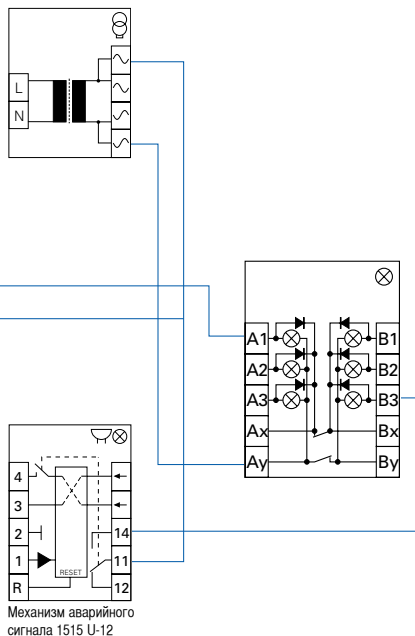 L
N
A1
B1
A2
B2
A3
B3
Ax
Bx
Ay
By
4
3
2
14
1
11
RESET
R
12
Механизм аварийного
сигнала 1515 U-12